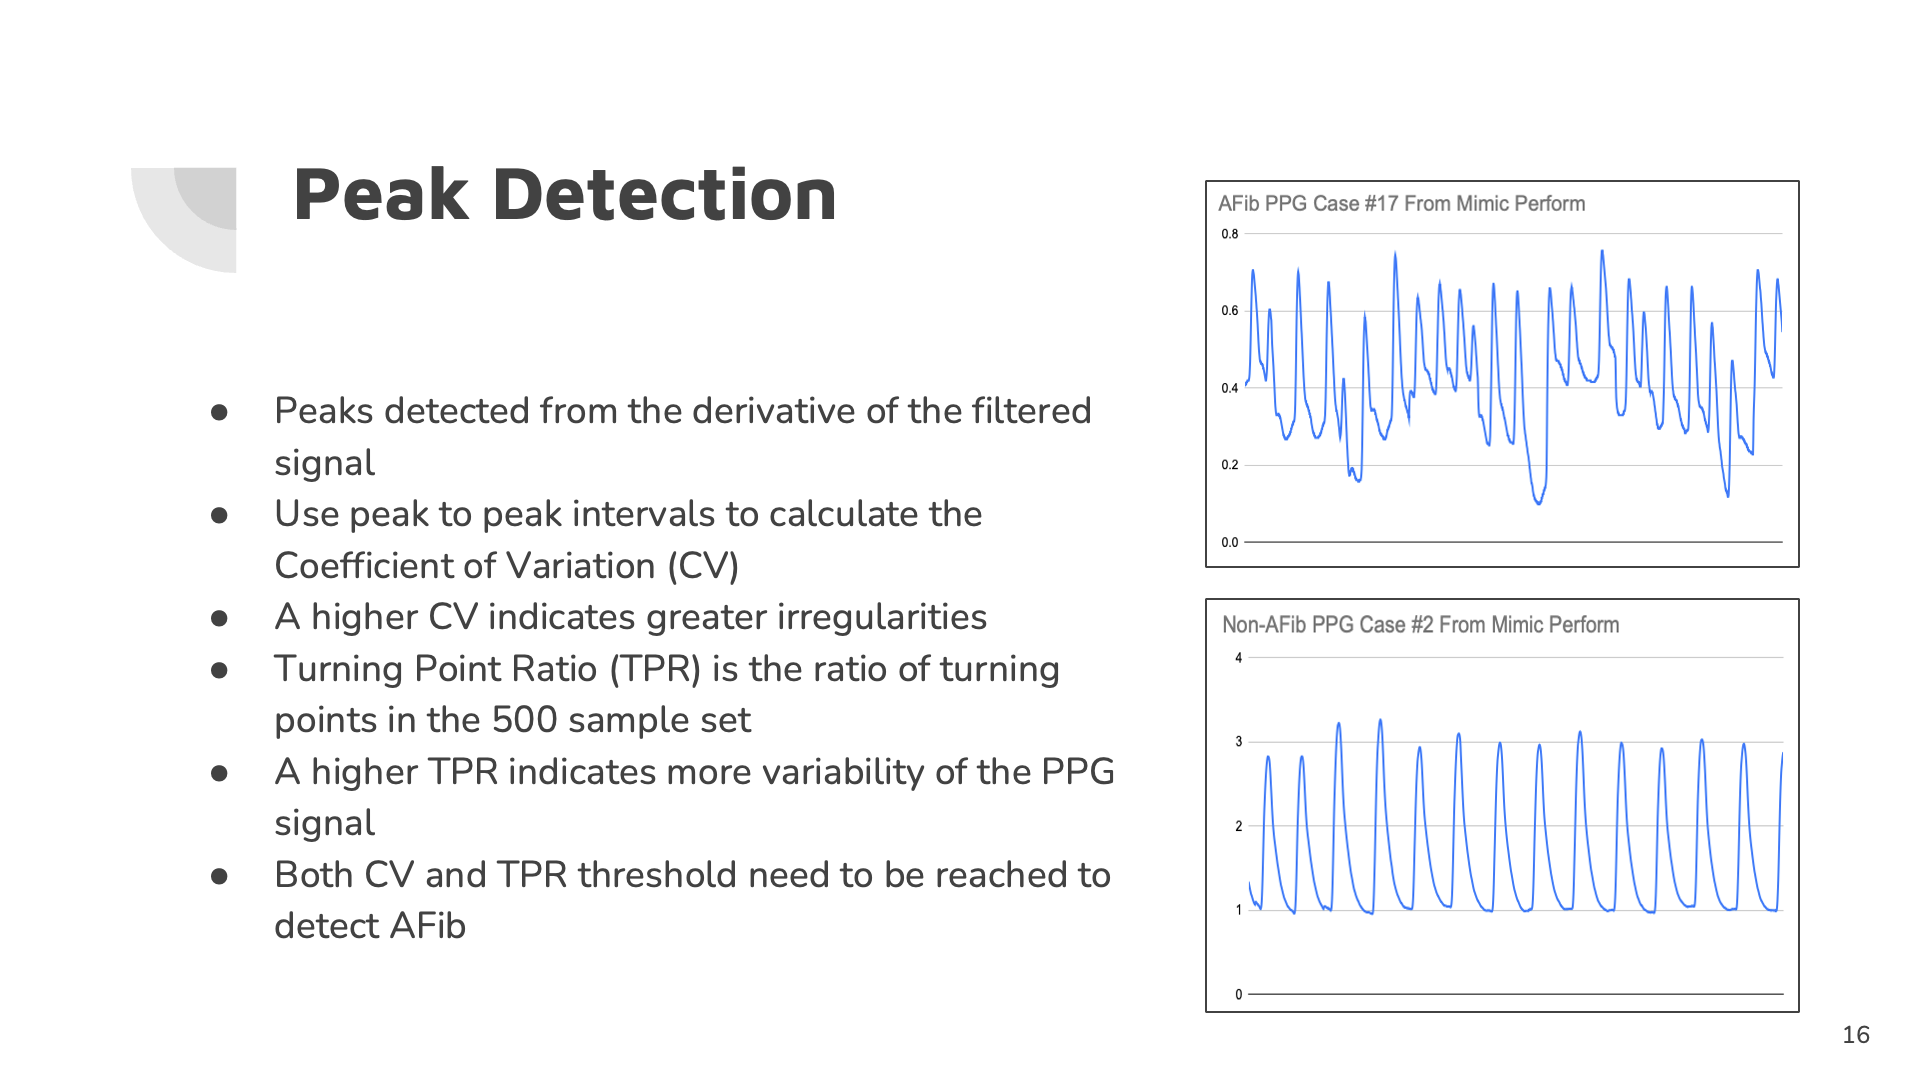 Peak Detection
● Peaks detected from the derivative of the filtered
signal
● Use peak to peak intervals to calculate the
Coefficient of Variation (CV)
● A higher CV indicates greater irregularities
● Turning Point Ratio (TPR) is the ratio of turning
points in the 500 sample set
● A higher TPR indicates more variability of the PPG
signal
● Both CV and TPR threshold need to be reached to
detect AFib
AFib PPG Case #17 From Mimic Perform
0.8
0.6
0.4
0.2
0.0
Non-AFib PPG Case #2 From Mimic Perform
4
3
2
1
0
16